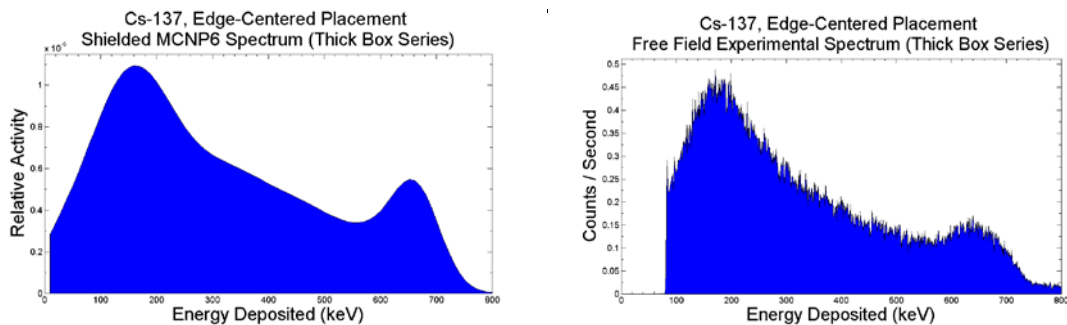 Cs-137, Edge-Centered Placement
Shielded MCNP6 Spectrum (Thick Box Series)
x 10⁻⁵
1
0.8
0.6
0.4
0.2
0
0 100 200 300 400 500 600 700 800
Relative Activity
Energy Deposited (keV)
Cs-137, Edge-Centered Placement
Free Field Experimental Spectrum (Thick Box Series)
0.5
0.45
0.4
0.35
0.3
0.25
0.2
0.15
0.1
0.05
0
0 100 200 300 400 500 600 700 800
Counts / Second
Energy Deposited (keV)